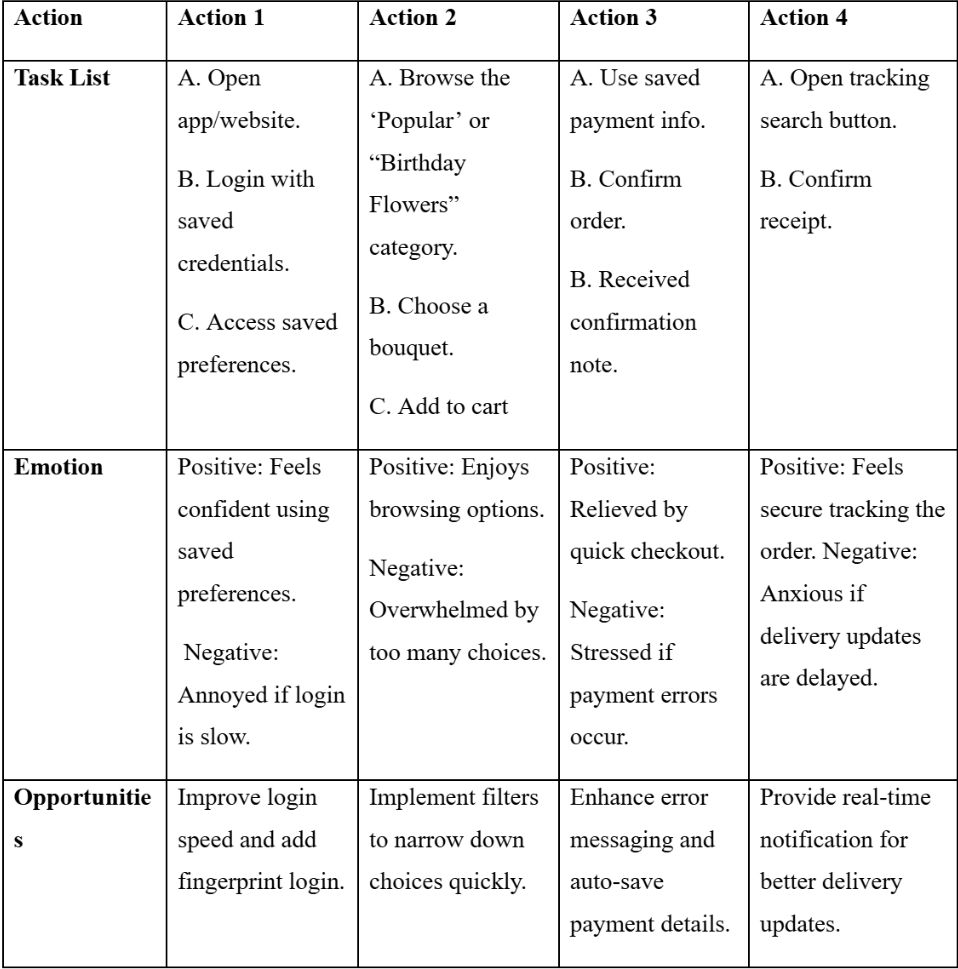 Action
Action 1
Action 2
Action 3
Action 4
Task List
A. Open
app/website.
B. Login with
saved
credentials.
C. Access saved
preferences.
A. Browse the
‘Popular’ or
“Birthday
Flowers”
category.
B. Choose a
bouquet.
C. Add to cart
A. Use saved
payment info.
B. Confirm
order.
B. Received
confirmation
note.
A. Open tracking
search button.
B. Confirm
receipt.
Emotion
Positive: Feels
confident using
saved
preferences.
Negative:
Annoyed if login
is slow.
Positive: Enjoys
browsing options.
Negative:
Overwhelmed by
too many choices.
Positive:
Relieved by
quick checkout.
Negative:
Stressed if
payment errors
occur.
Positive: Feels
secure tracking the
order. Negative:
Anxious if
delivery updates
are delayed.
Opportunitie
s
Improve login
speed and add
fingerprint login.
Implement filters
to narrow down
choices quickly.
Enhance error
messaging and
auto-save
payment details.
Provide real-time
notification for
better delivery
updates.